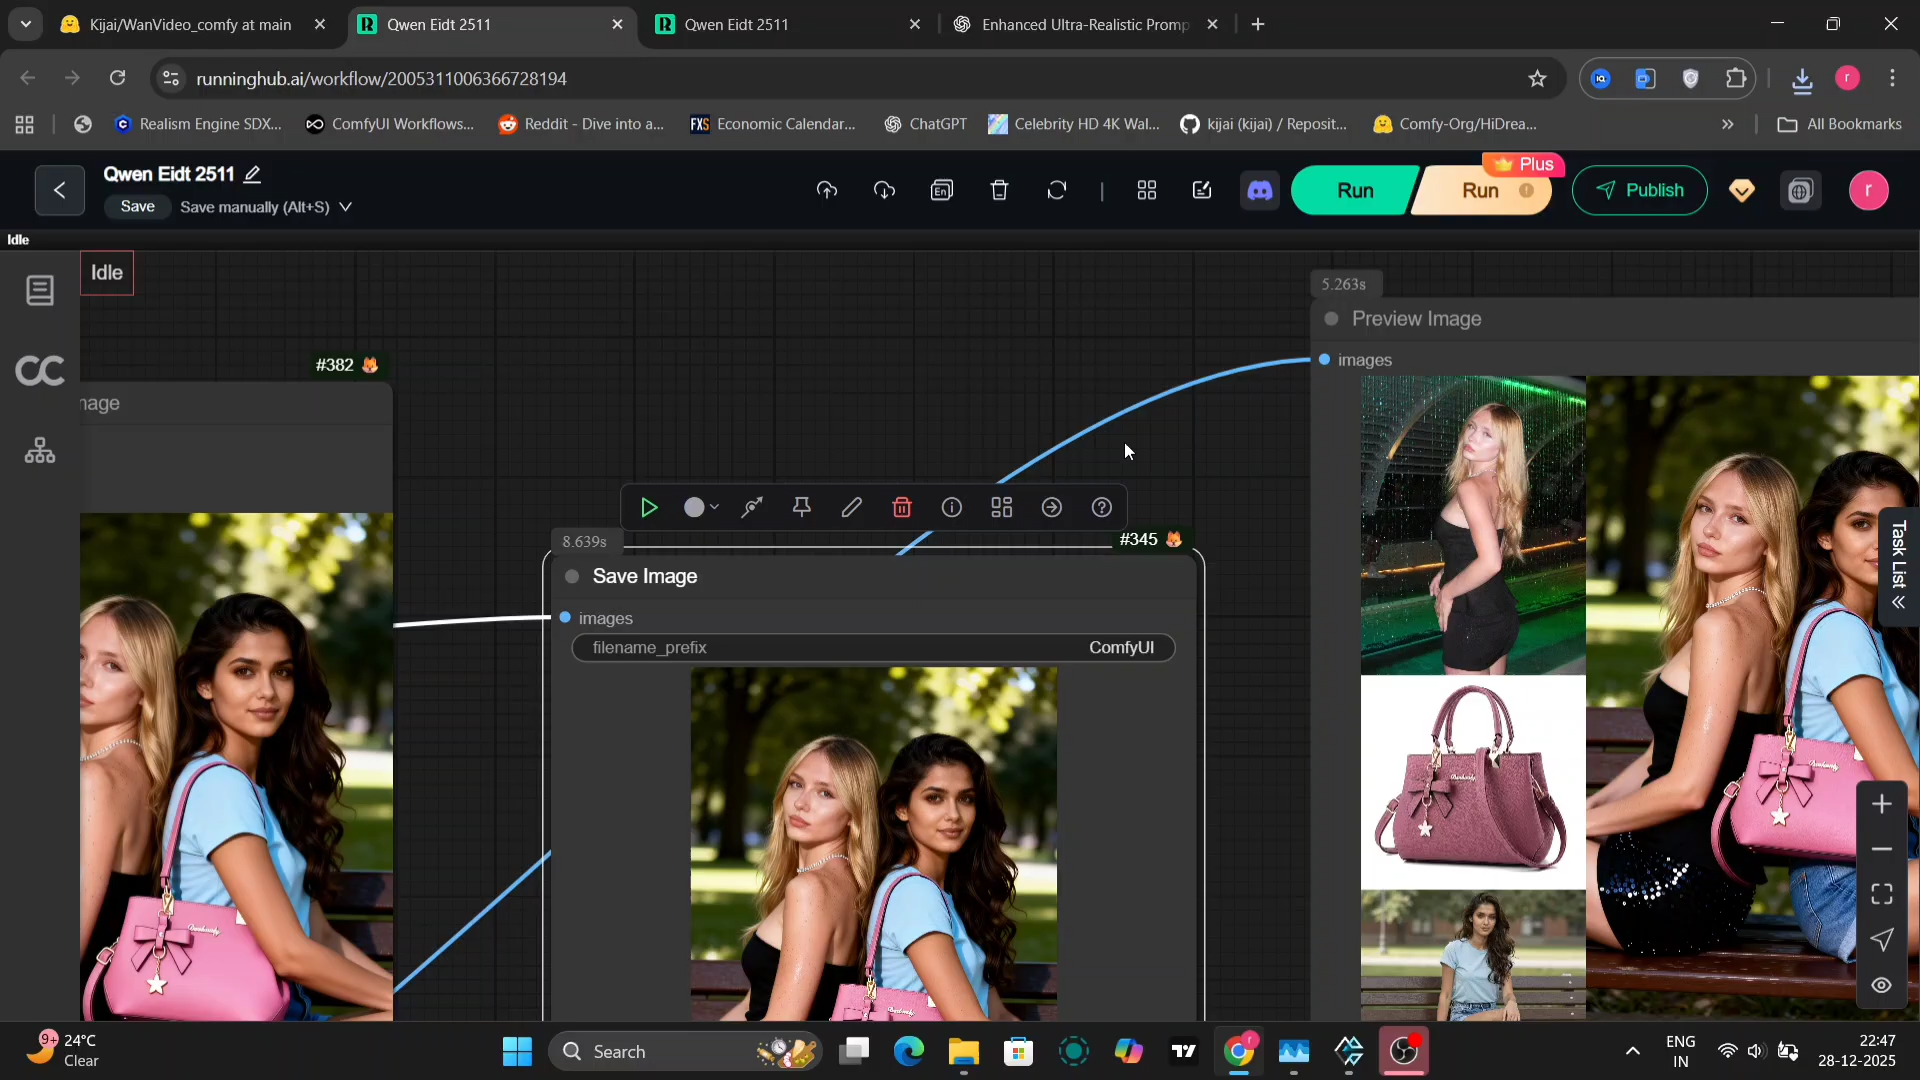 Kijai/WanVideo_comfy at main
Qwen Eidt 2511
Qwen Eidt 2511
Enhanced Ultra-Realistic Promp
runninghub.ai/workflow/2005311006366728194
r
Realism Engine SDX...
ComfyUI Workflows...
Reddit - Dive into a...
Economic Calendar...
ChatGPT
Celebrity HD 4K Wal...
kijai (kijai) / Reposit...
Comfy-Org/HiDrea...
All Bookmarks
Qwen Eidt 2511
Save
Save manually (Alt+S)
En
Run
Run
Plus
Publish
r
Idle
Idle
CC
#382
nage
8.639s
#345
Save Image
images
filename_prefix
ComfyUI
5.263s
Preview Image
images
Task List
9+
24°C
Clear
Search
ENG
IN
22:47
28-12-2025